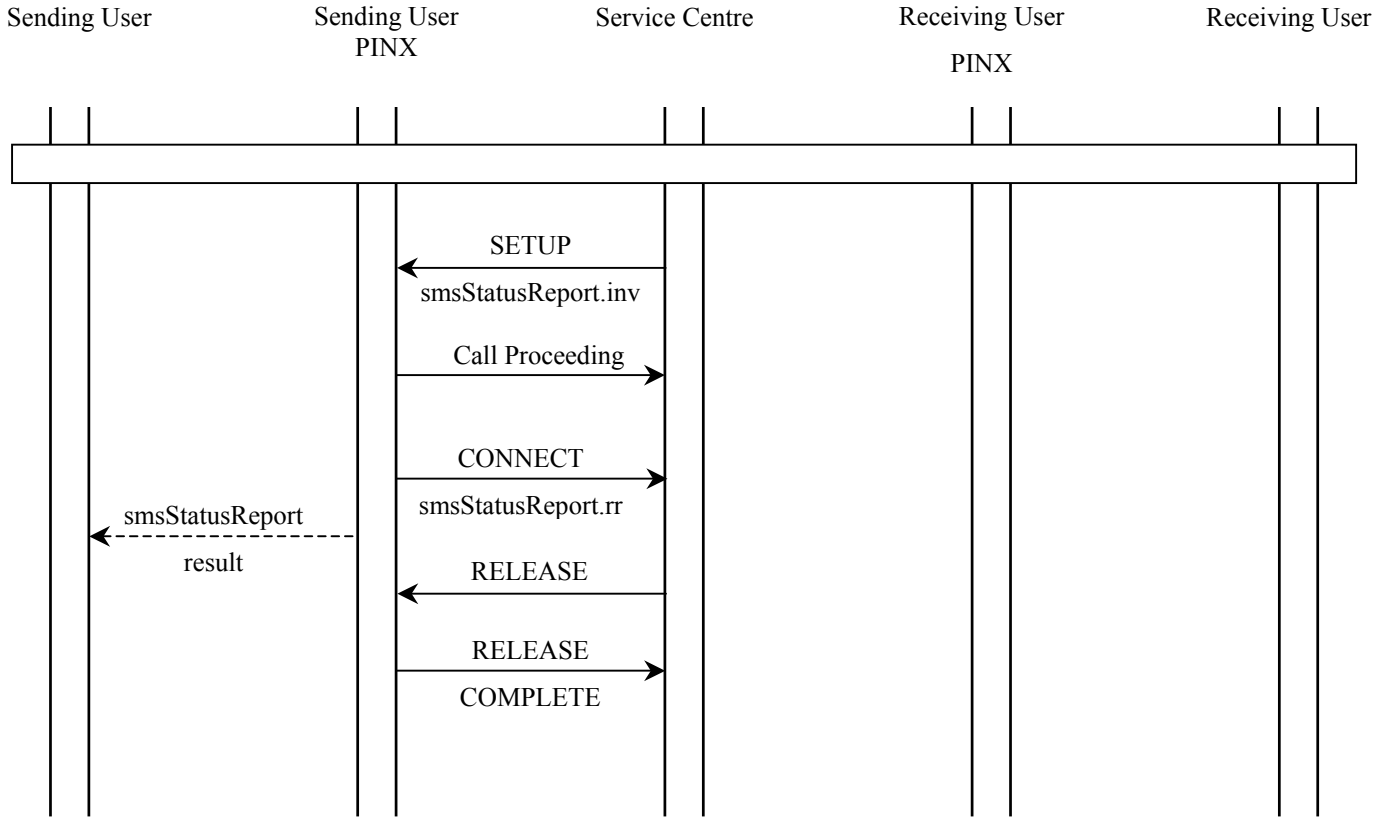 Sending User
Sending User
PINX
Service Centre
Receiving User
PINX
Receiving User
SETUP
smsStatusReport.inv
Call Proceeding
CONNECT
smsStatusReport.rr
smsStatusReport
result
RELEASE
RELEASE
COMPLETE